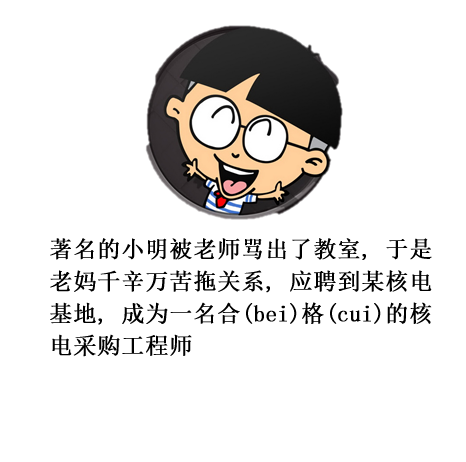 著名的小明被老师骂出了教室，于是
老妈千辛万苦拖关系，应聘到某核电
基地，成为一名合(bei)格(cui)的核
电采购工程师